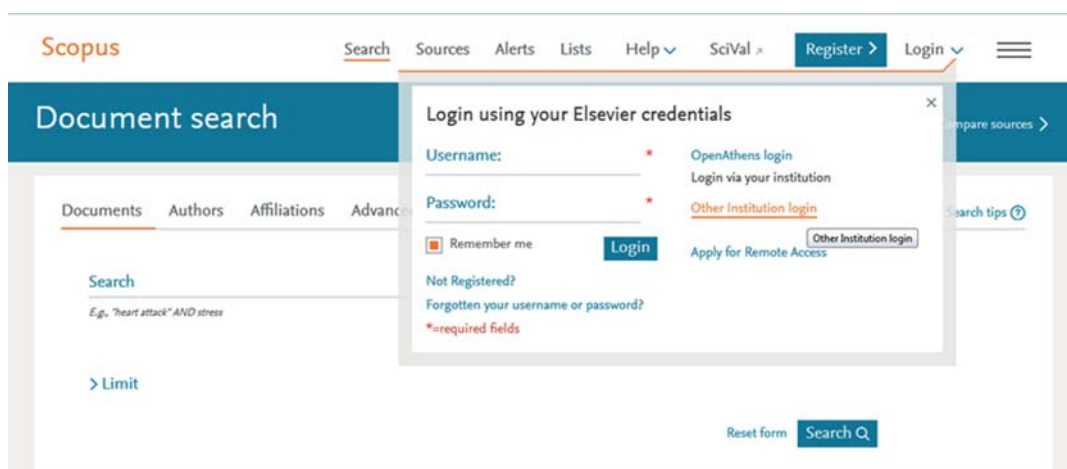 Scopus
Search Sources Alerts Lists Help SciVal Register Login
Document search
Compare sources
Login using your Elsevier credentials
Username: * OpenAthens login
Login via your institution
Password: * Other Institution login
Other Institution login
Remember me Login Apply for Remote Access
Not Registered?
Forgotten your username or password?
*=required fields
Documents Authors Affiliations Advanc Search tips
Search
E.g., "heart attack" AND stress
Limit
Reset form Search